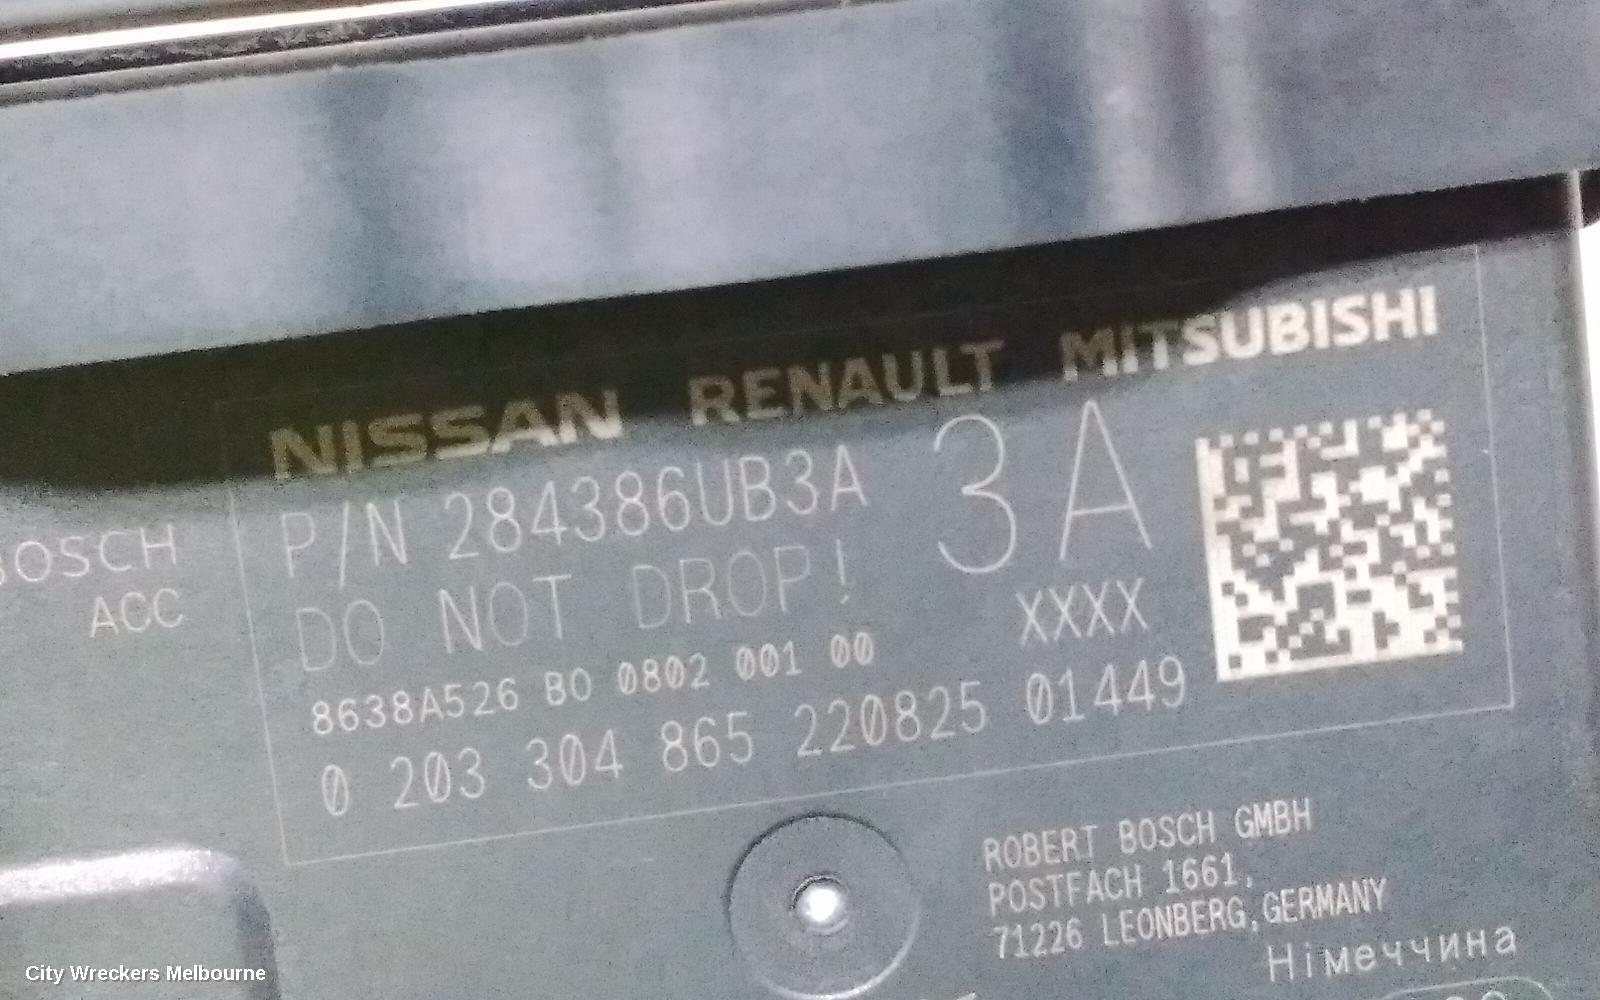 NISSAN RENAULT MITSUBISHI
P/N 284386UB3A 3A
DO NOT DROP!
XXXX
8638A526 BO 0802 001 00
0 203 304 865 220825 01449
BOSCH
ACC
ROBERT BOSCH GMBH
POSTFACH 1661,
71226 LEONBERG,GERMANY
Німеччина
City Wreckers Melbourne